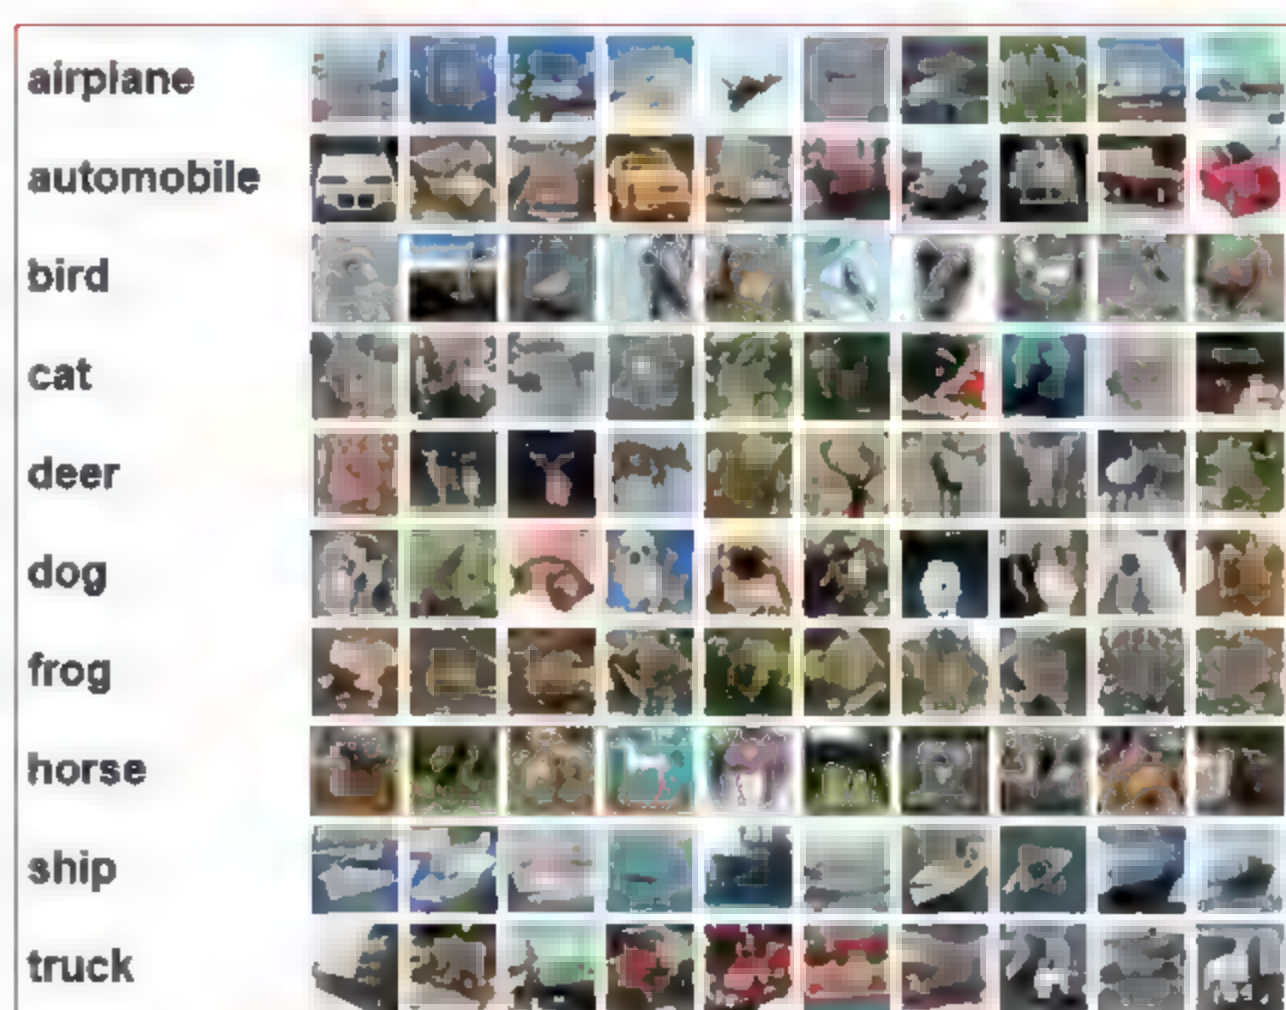 airplane
automobile
bird
cat
deer
dog
frog
horse
ship
truck